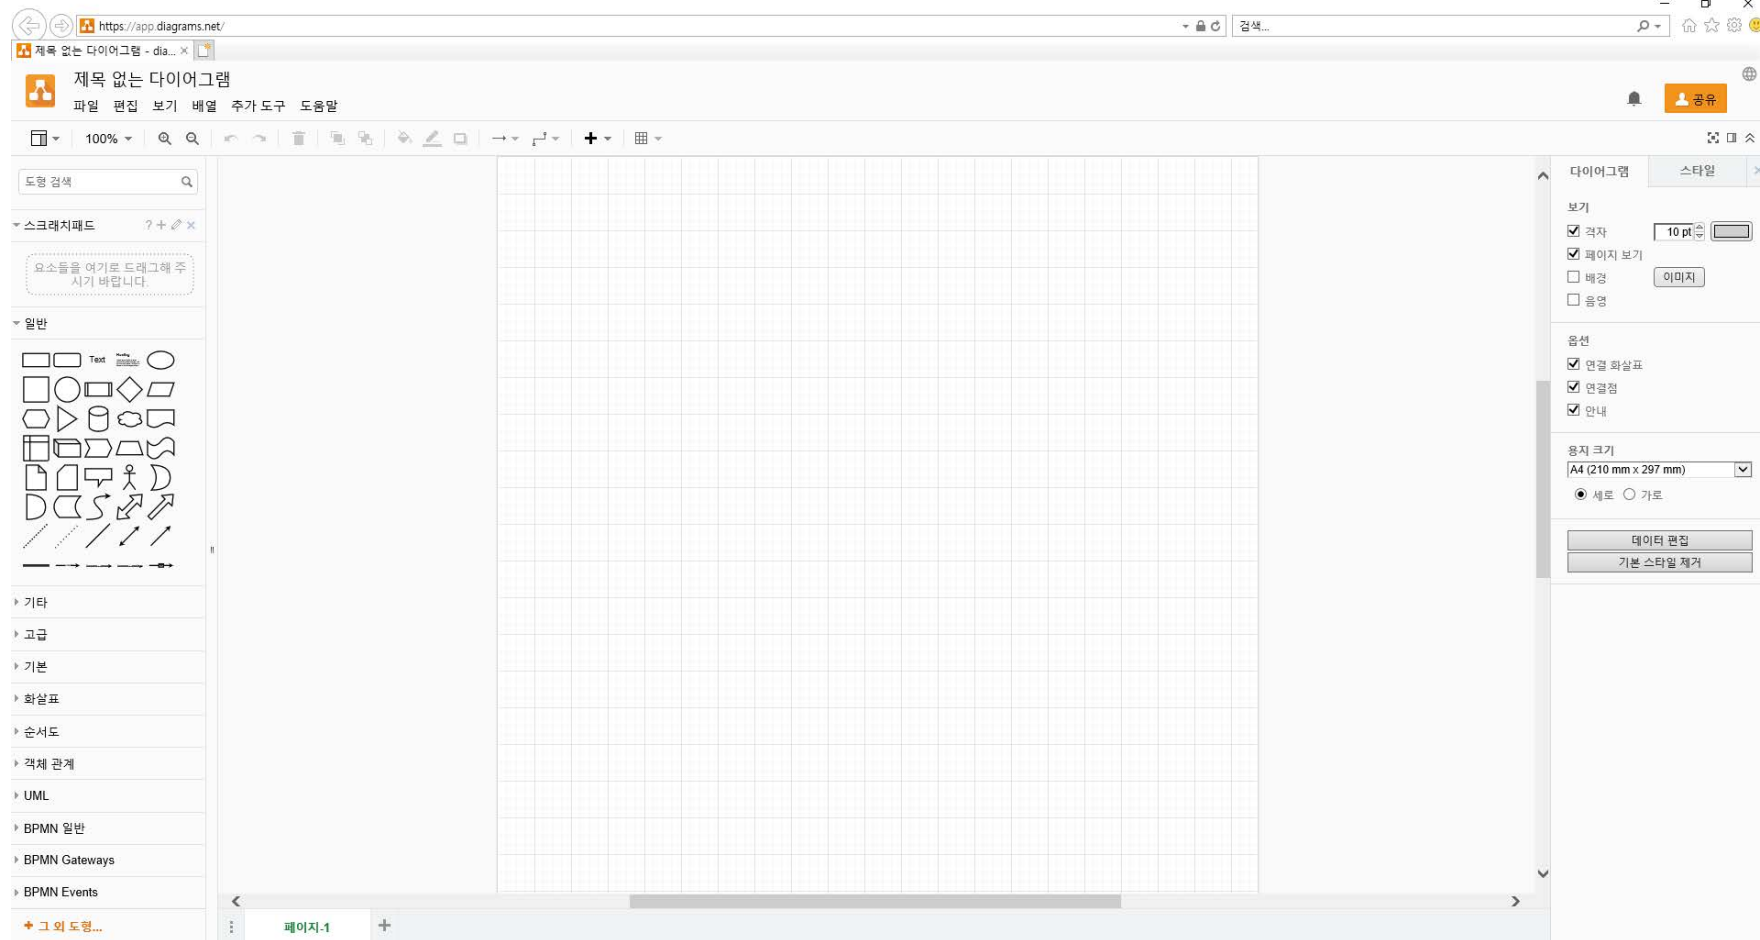 https://app.diagrams.net/
검색...
제목 없는 다이어그램 - dia...
제목 없는 다이어그램
파일 편집 보기 배열 추가 도구 도움말
공유
100%
도형 검색
스크래치패드
?
요소들을 여기로 드래그해 주
시기 바랍니다.
일반
Text
Heading
기타
고급
기본
화살표
순서도
객체 관계
UML
BPMN 일반
BPMN Gateways
BPMN Events
+ 그 외 도형...
페이지-1
다이어그램 스타일
보기
격자 10 pt
페이지 보기
배경 이미지
음영
옵션
연결 화살표
연결점
안내
용지 크기
A4 (210 mm x 297 mm)
세로 가로
데이터 편집
기본 스타일 제거